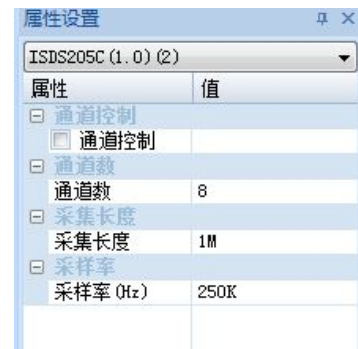 属性设置
ISDS205C(1.0)(2)
属性 值
通道控制
通道控制
通道数
通道数 8
采集长度
采集长度 1M
采样率
采样率(Hz) 250K